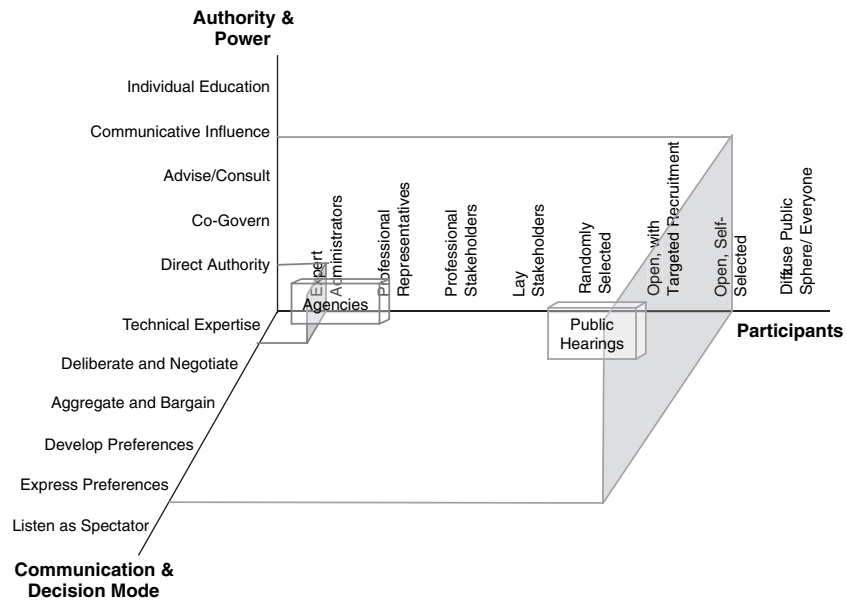 Authority &
Power
Individual Education
Communicative Influence
Advise/Consult
Co-Govern
Direct Authority
Expert
Administrators
Professional
Representatives
Professional
Stakeholders
Lay
Stakeholders
Randomly
Selected
Open, with
Targeted Recruitment
Open, Self-
Selected
Diffuse Public
Sphere/ Everyone
Agencies
Public
Hearings
Participants
Technical Expertise
Deliberate and Negotiate
Aggregate and Bargain
Develop Preferences
Express Preferences
Listen as Spectator
Communication &
Decision Mode